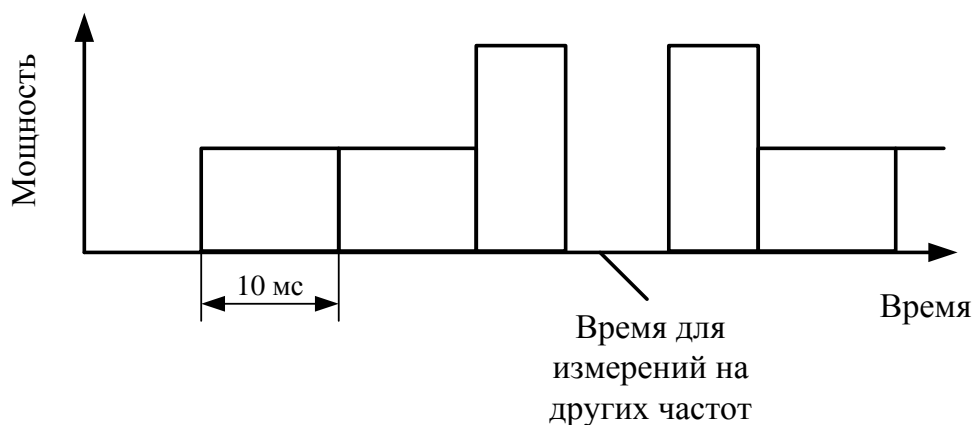 Мощность
10 мс
Время
Время для
измерений на
других частот